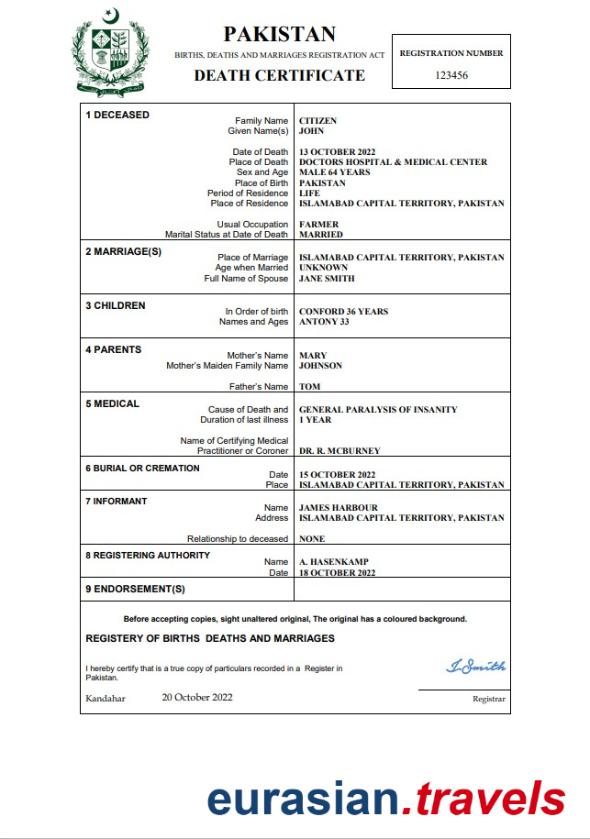 PAKISTAN
BIRTHS, DEATHS AND MARRIAGES REGISTRATION ACT
DEATH CERTIFICATE
REGISTRATION NUMBER
123456
1 DECEASED
Family Name CITIZEN
Given Name(s) JOHN
Date of Death 13 OCTOBER 2022
Place of Death DOCTORS HOSPITAL & MEDICAL CENTER
Sex and Age MALE 64 YEARS
Place of Birth PAKISTAN
Period of Residence LIFE
Place of Residence ISLAMABAD CAPITAL TERRITORY, PAKISTAN
Usual Occupation FARMER
Marital Status at Date of Death MARRIED
2 MARRIAGE(S)
Place of Marriage ISLAMABAD CAPITAL TERRITORY, PAKISTAN
Age when Married UNKNOWN
Full Name of Spouse JANE SMITH
3 CHILDREN
In Order of birth CONFORD 36 YEARS
Names and Ages ANTONY 33
4 PARENTS
Mother's Name MARY
Mother's Maiden Family Name JOHNSON
Father's Name TOM
5 MEDICAL
Cause of Death and GENERAL PARALYSIS OF INSANITY
Duration of last illness 1 YEAR
Name of Certifying Medical
Practitioner or Coroner DR. R. MCBURNEY
6 BURIAL OR CREMATION
Date 15 OCTOBER 2022
Place ISLAMABAD CAPITAL TERRITORY, PAKISTAN
7 INFORMANT
Name JAMES HARBOUR
Address ISLAMABAD CAPITAL TERRITORY, PAKISTAN
Relationship to deceased NONE
8 REGISTERING AUTHORITY
Name A. HASENKAMP
Date 18 OCTOBER 2022
9 ENDORSEMENT(S)
Before accepting copies, sight unaltered original, The original has a coloured background.
REGISTERY OF BIRTHS DEATHS AND MARRIAGES
I hereby certify that is a true copy of particulars recorded in a Register in
Pakistan.
I. Smith
Kandahar 20 October 2022 Registrar
eurasian.travels